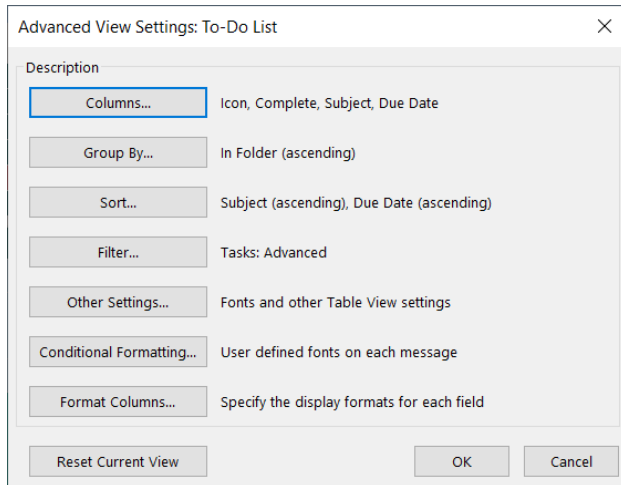 Advanced View Settings: To-Do List
Description
Columns... Icon, Complete, Subject, Due Date
Group By... In Folder (ascending)
Sort... Subject (ascending), Due Date (ascending)
Filter... Tasks: Advanced
Other Settings... Fonts and other Table View settings
Conditional Formatting... User defined fonts on each message
Format Columns... Specify the display formats for each field
Reset Current View OK Cancel